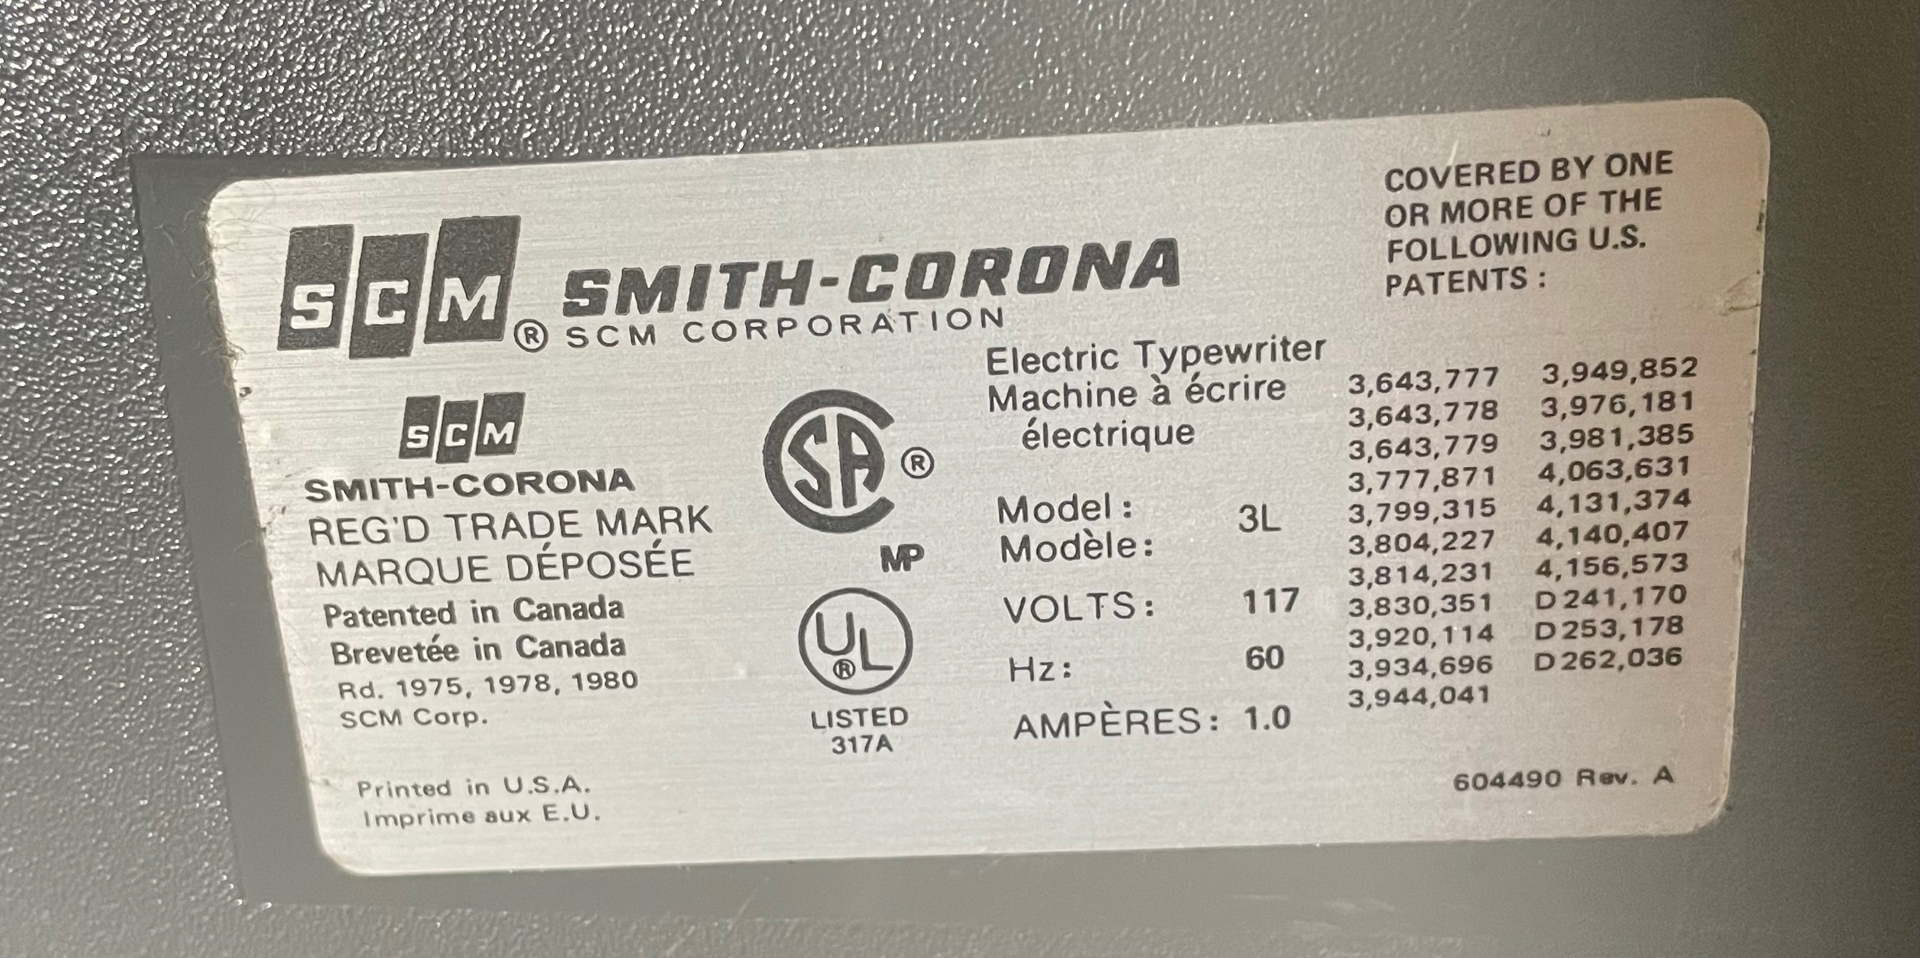 SCM® SMITH-CORONA
SCM CORPORATION
SCM
SMITH-CORONA
REG'D TRADE MARK
MARQUE DÉPOSÉE
Patented in Canada
Brevetée in Canada
Rd. 1975, 1978, 1980
SCM Corp.
Printed in U.S.A.
Imprime aux E.U.
SA ®
MP
UL ®
LISTED
317A
Electric Typewriter
Machine à écrire
électrique
Model: 3L
Modèle:
VOLTS: 117
Hz: 60
AMPÈRES: 1.0
COVERED BY ONE
OR MORE OF THE
FOLLOWING U.S.
PATENTS:
3,643,777 3,949,852
3,643,778 3,976,181
3,643,779 3,981,385
3,777,871 4,063,631
3,799,315 4,131,374
3,804,227 4,140,407
3,814,231 4,156,573
3,830,351 D241,170
3,920,114 D253,178
3,934,696 D262,036
3,944,041
604490 Rev. A